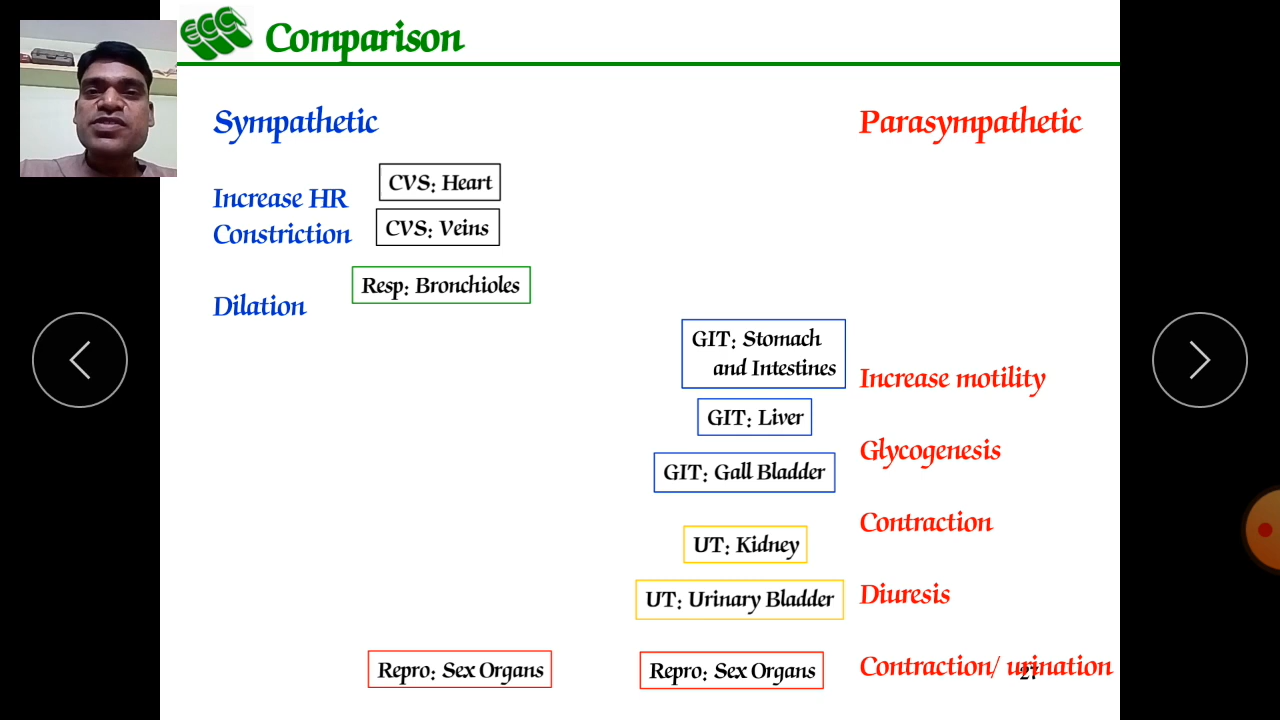 ECC
Comparison
Sympathetic
Parasympathetic
Increase HR
CVS: Heart
Constriction
CVS: Veins
Dilation
Resp: Bronchioles
GIT: Stomach
and Intestines
Increase motility
GIT: Liver
Glycogenesis
GIT: Gall Bladder
Contraction
UT: Kidney
Diuresis
UT: Urinary Bladder
Repro: Sex Organs
Repro: Sex Organs
Contraction/ urination
27